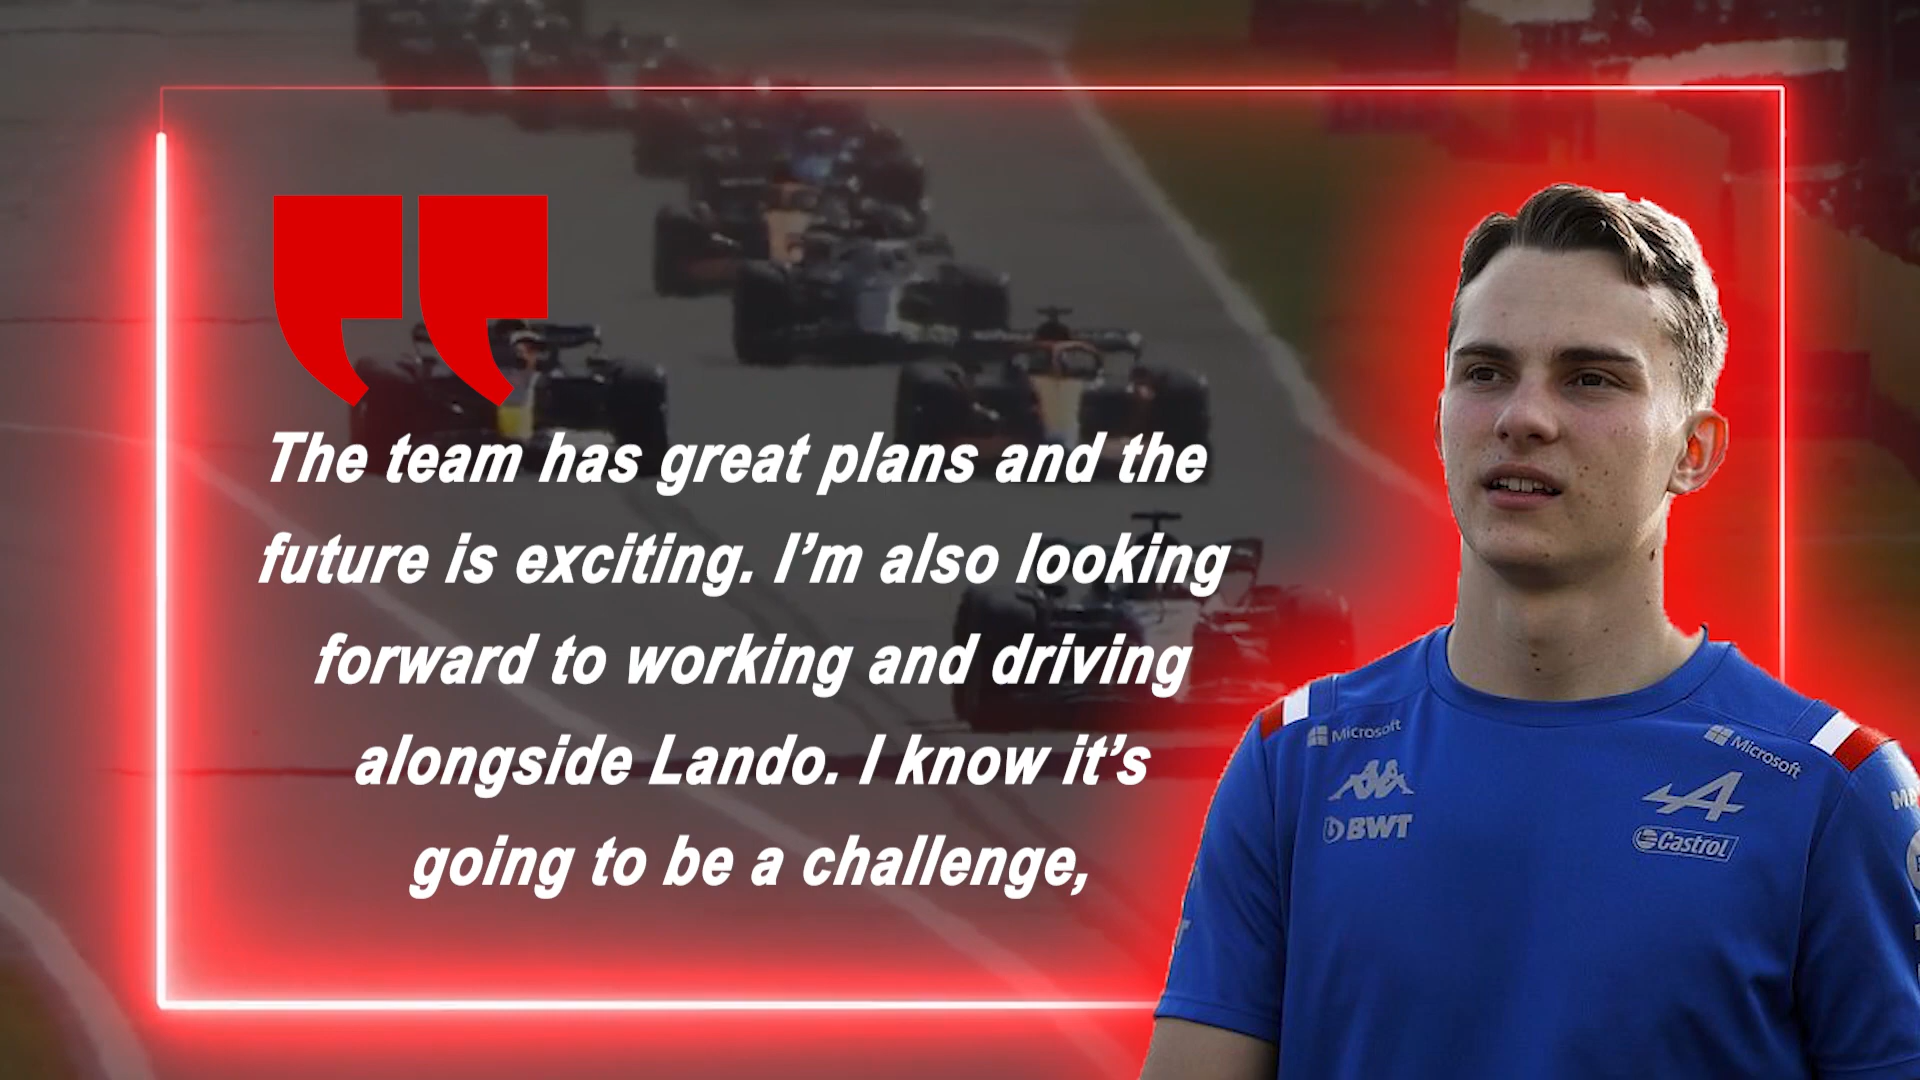 The team has great plans and the
future is exciting. I’m also looking
forward to working and driving
alongside Lando. I know it’s
going to be a challenge,
Microsoft
Microsoft
BWT
Castrol